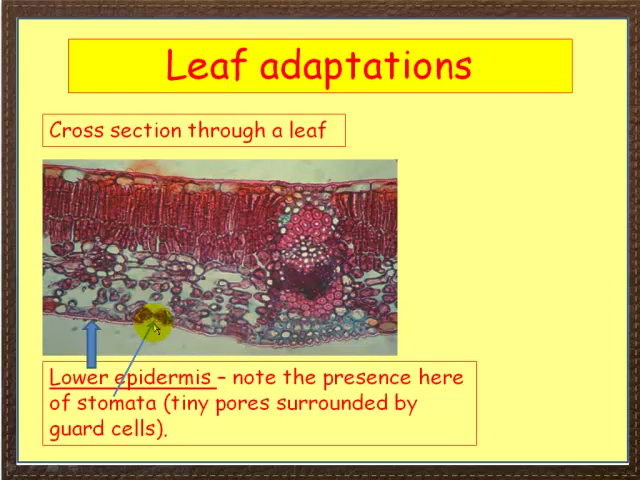 Leaf adaptations
Cross section through a leaf
Lower epidermis – note the presence here
of stomata (tiny pores surrounded by
guard cells).